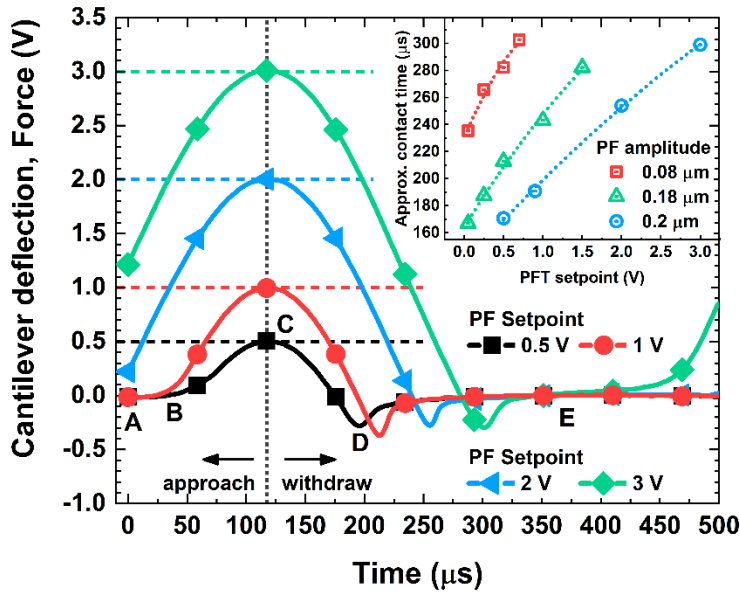 Cantilever deflection, Force (V)
3.0
2.5
2.0
1.5
1.0
0.5
0.0
-0.5
-1.0
0 50 100 150 200 250 300 350 400 450 500
Time (μs)
A
B
C
D
E
approach
withdraw
Approx. contact time (μs)
300
280
260
240
220
200
180
160
0.0 0.5 1.0 1.5 2.0 2.5 3.0
PFT setpoint (V)
PF amplitude
0.08 μm
0.18 μm
0.2 μm
PF Setpoint
0.5 V 1 V
PF Setpoint
2 V 3 V